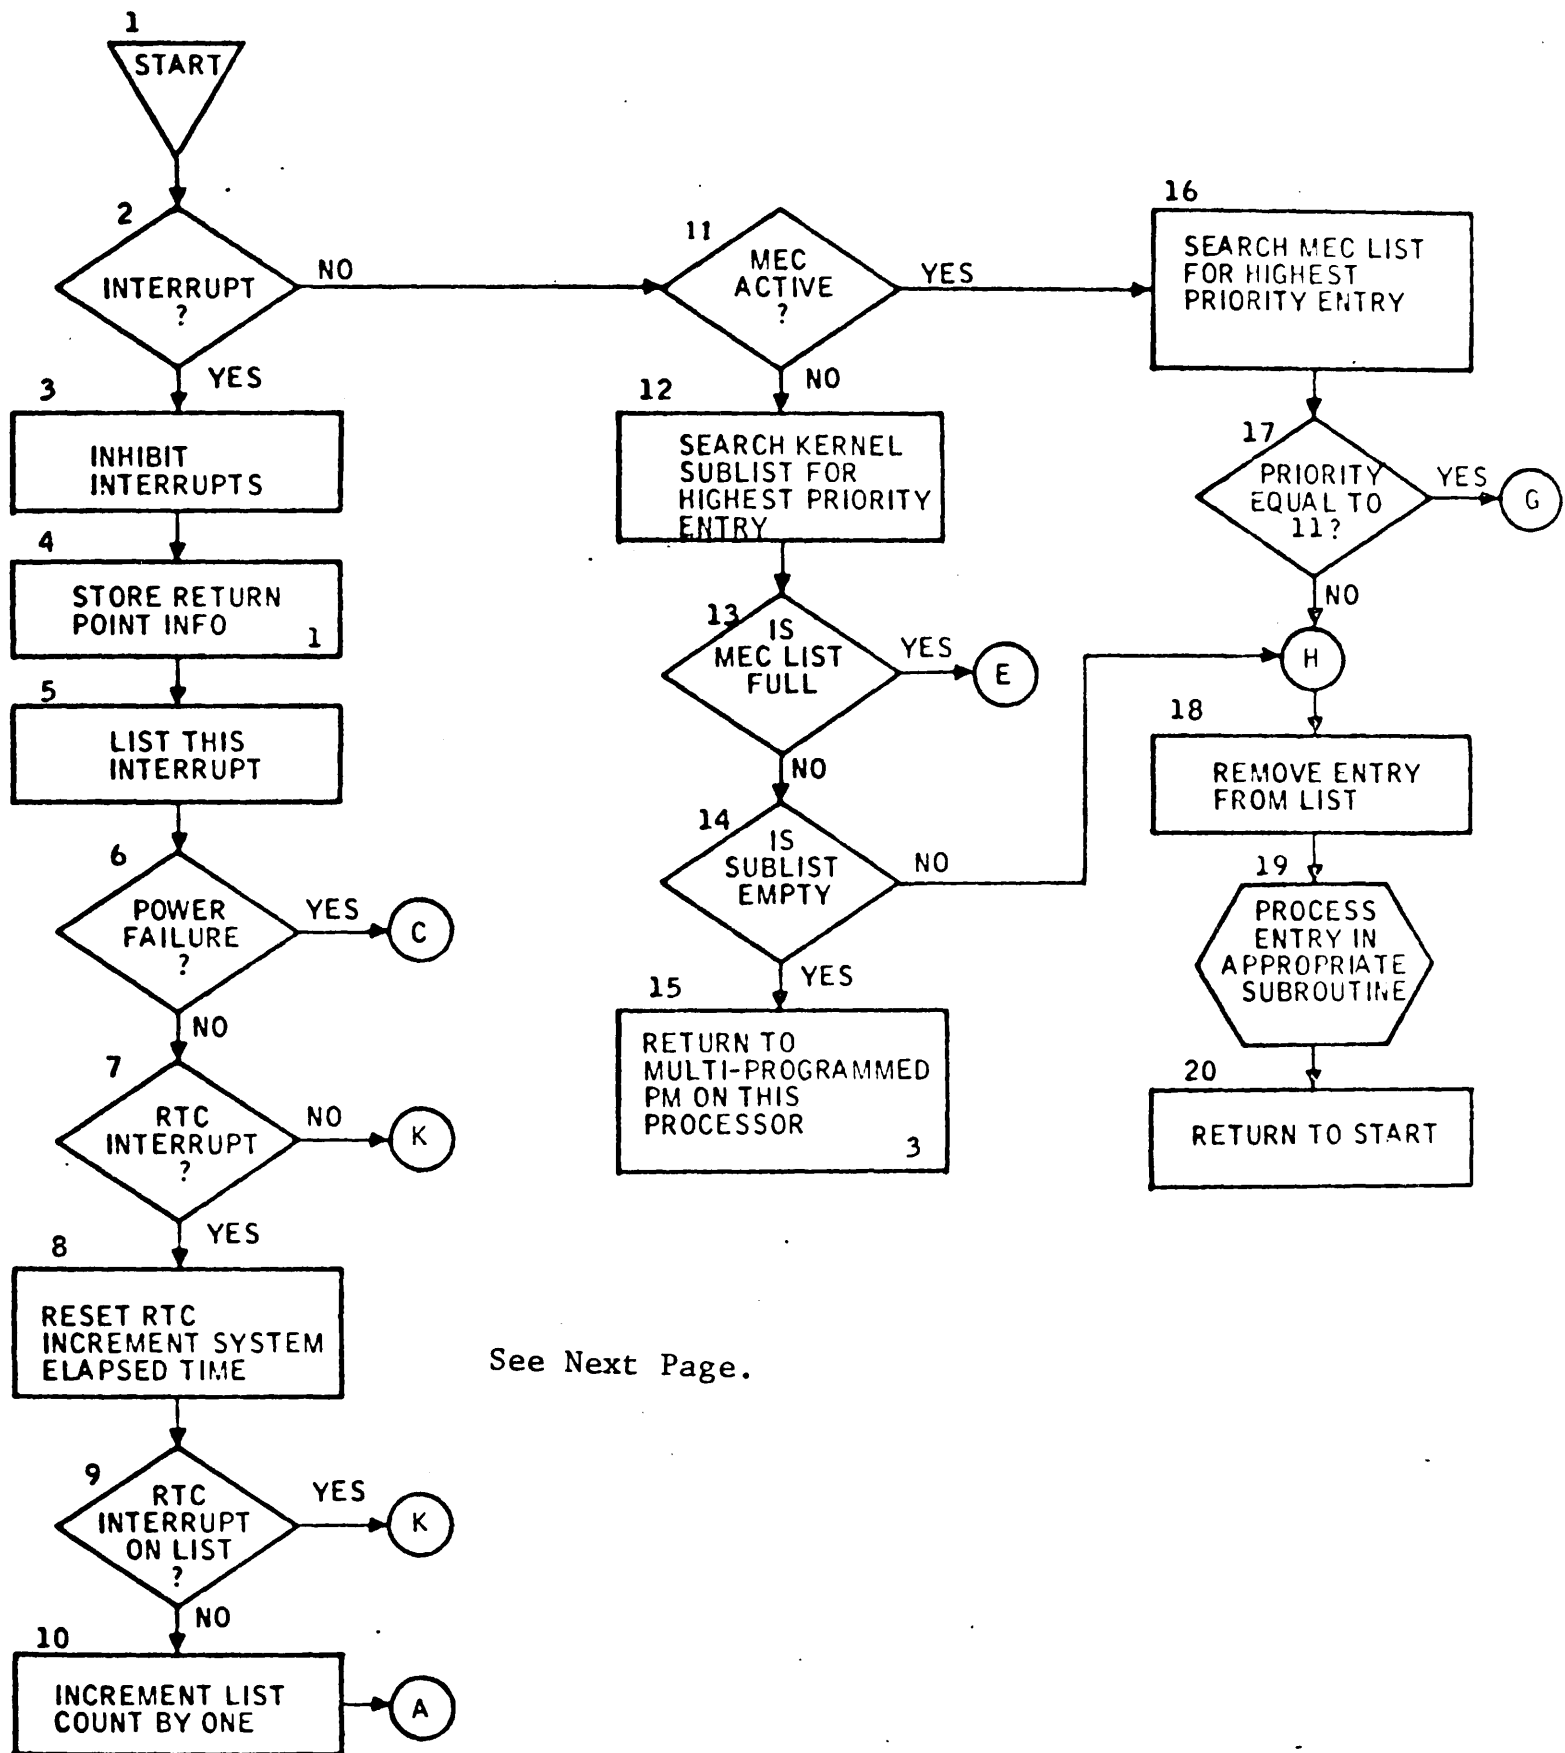 1
START
2
INTERRUPT
?
NO
YES
3
INHIBIT
INTERRUPTS
4
STORE RETURN
POINT INFO
1
5
LIST THIS
INTERRUPT
6
POWER
FAILURE
?
YES
C
NO
7
RTC
INTERRUPT
?
NO
K
YES
8
RESET RTC
INCREMENT SYSTEM
ELAPSED TIME
9
RTC
INTERRUPT
ON LIST
?
YES
K
NO
10
INCREMENT LIST
COUNT BY ONE
A
11
MEC
ACTIVE
?
YES
NO
12
SEARCH KERNEL
SUBLIST FOR
HIGHEST PRIORITY
ENTRY
13
IS
MEC LIST
FULL
YES
E
NO
14
IS
SUBLIST
EMPTY
NO
YES
15
RETURN TO
MULTI-PROGRAMMED
PM ON THIS
PROCESSOR
3
16
SEARCH MEC LIST
FOR HIGHEST
PRIORITY ENTRY
17
PRIORITY
EQUAL TO
11?
YES
G
NO
H
18
REMOVE ENTRY
FROM LIST
19
PROCESS
ENTRY IN
APPROPRIATE
SUBROUTINE
20
RETURN TO START
See Next Page.